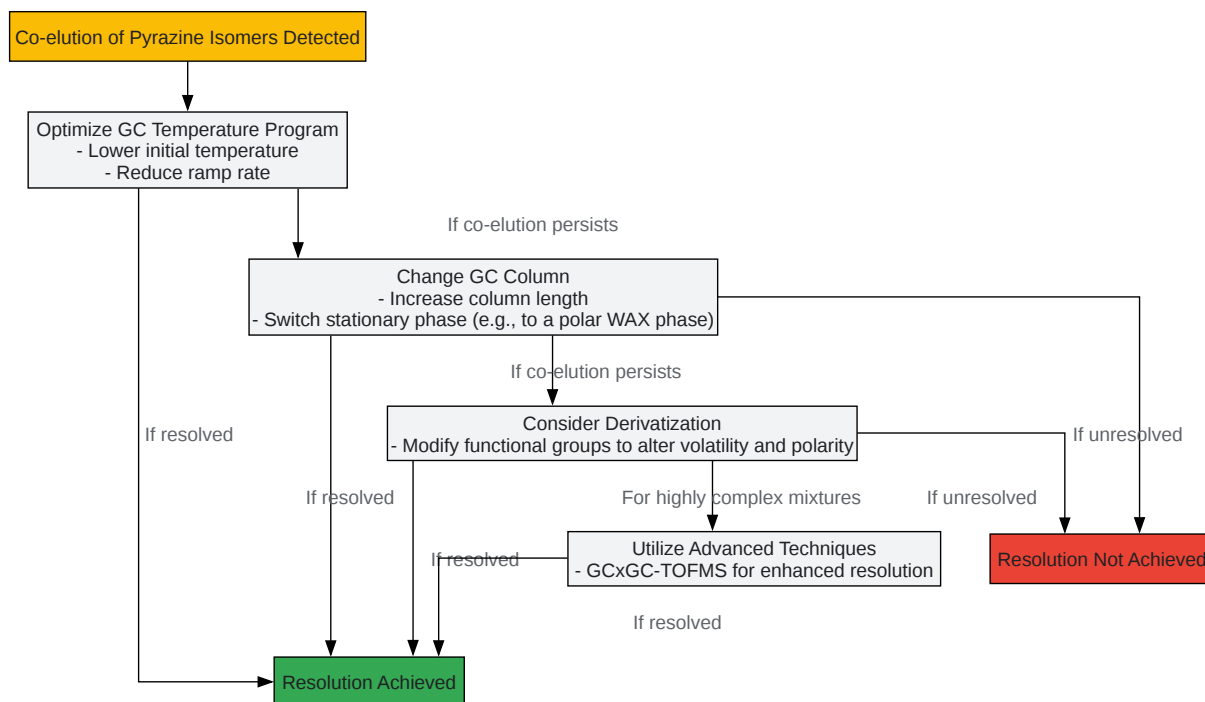 Co-elution of Pyrazine Isomers Detected
Optimize GC Temperature Program
- Lower initial temperature
- Reduce ramp rate
If co-elution persists
Change GC Column
- Increase column length
- Switch stationary phase (e.g., to a polar WAX phase)
If co-elution persists
Consider Derivatization
- Modify functional groups to alter volatility and polarity
If resolved
If unresolved
If resolved
For highly complex mixtures
If unresolved
Utilize Advanced Techniques
- GCxGC-TOFMS for enhanced resolution
If resolved
Resolution Not Achieved
If resolved
Resolution Achieved